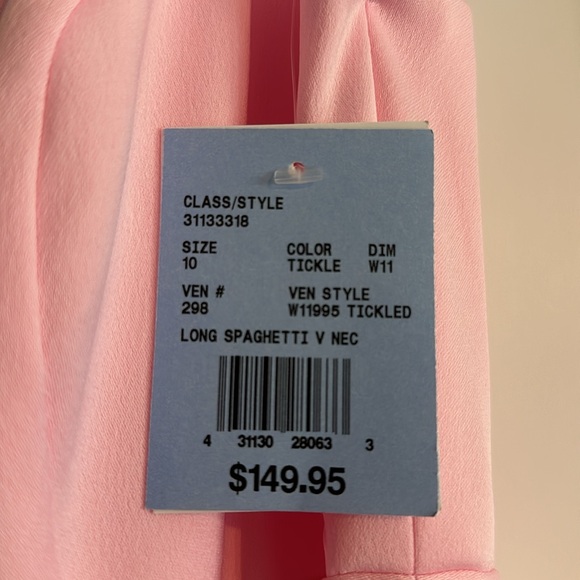 CLASS/STYLE
31133318
SIZE COLOR DIM
10 TICKLE W11
VEN # VEN STYLE
298 W11995 TICKLED
LONG SPAGHETTI V NEC
4 31130 28063 3
$149.95